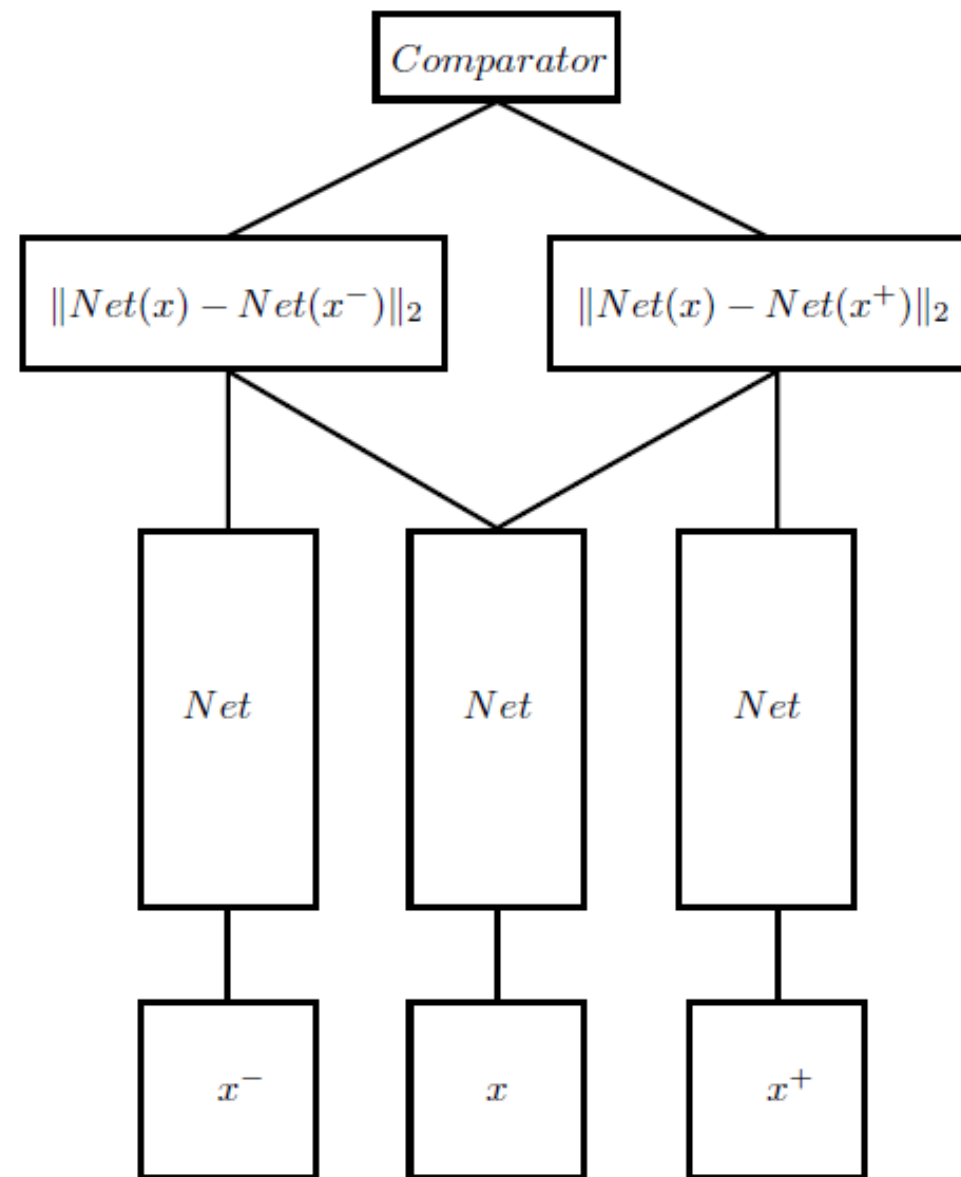 Comparator
‖Net(x) − Net(x⁻)‖₂
‖Net(x) − Net(x⁺)‖₂
Net
Net
Net
x⁻
x
x⁺